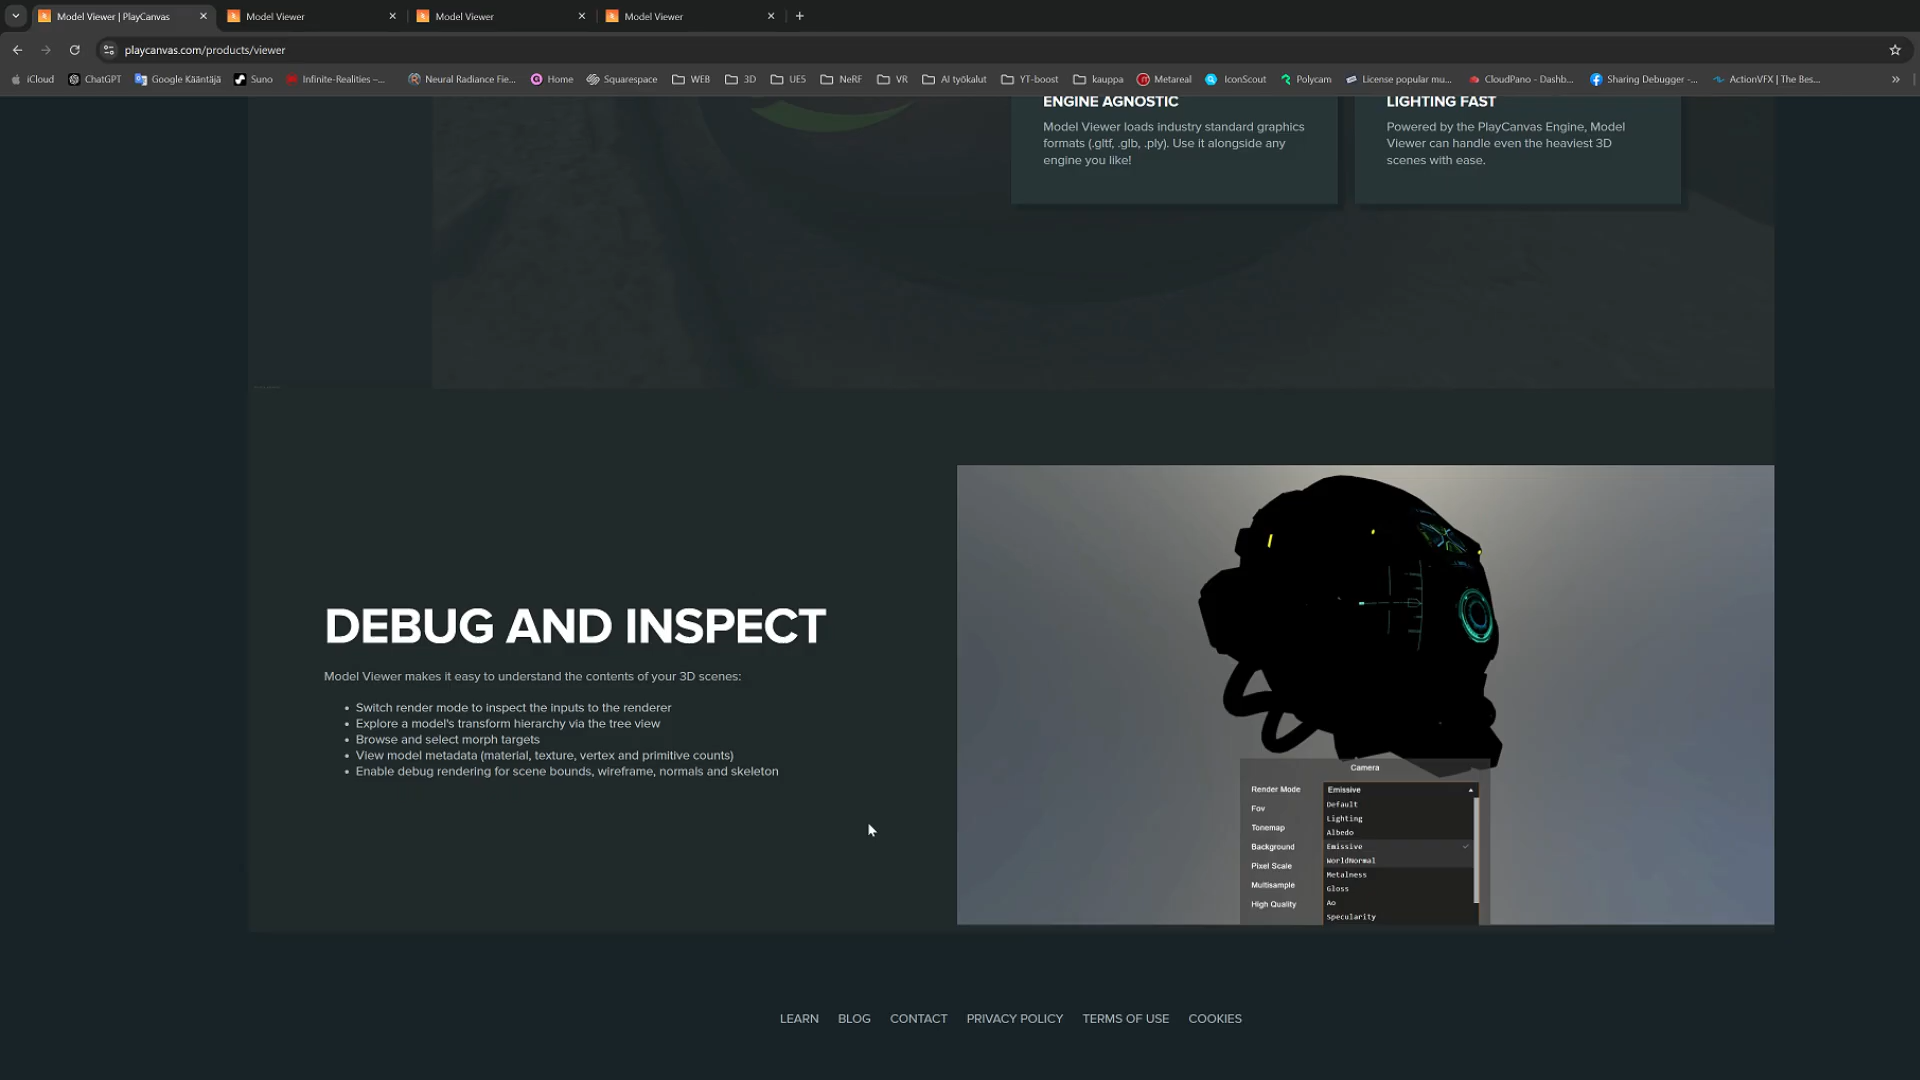 Model Viewer | PlayCanvas
Model Viewer
Model Viewer
Model Viewer
playcanvas.com/products/viewer
iCloud
ChatGPT
Google Kääntäjä
Suno
Infinite-Realities –...
Neural Radiance Fie...
Home
Squarespace
WEB
3D
UE5
NeRF
VR
AI työkalut
YT-boost
kauppa
Metareal
IconScout
Polycam
License popular mu...
CloudPano - Dashb...
Sharing Debugger -...
ActionVFX | The Bes...
ENGINE AGNOSTIC
Model Viewer loads industry standard graphics
formats (.gltf, .glb, .ply). Use it alongside any
engine you like!
LIGHTING FAST
Powered by the PlayCanvas Engine, Model
Viewer can handle even the heaviest 3D
scenes with ease.
DEBUG AND INSPECT
Model Viewer makes it easy to understand the contents of your 3D scenes:
• Switch render mode to inspect the inputs to the renderer
• Explore a model's transform hierarchy via the tree view
• Browse and select morph targets
• View model metadata (material, texture, vertex and primitive counts)
• Enable debug rendering for scene bounds, wireframe, normals and skeleton
Camera
Render Mode
Fov
Tonemap
Background
Pixel Scale
Multisample
High Quality
Emissive
Default
Lighting
Albedo
Emissive
WorldNormal
Metalness
Gloss
Ao
Specularity
LEARN BLOG CONTACT PRIVACY POLICY TERMS OF USE COOKIES